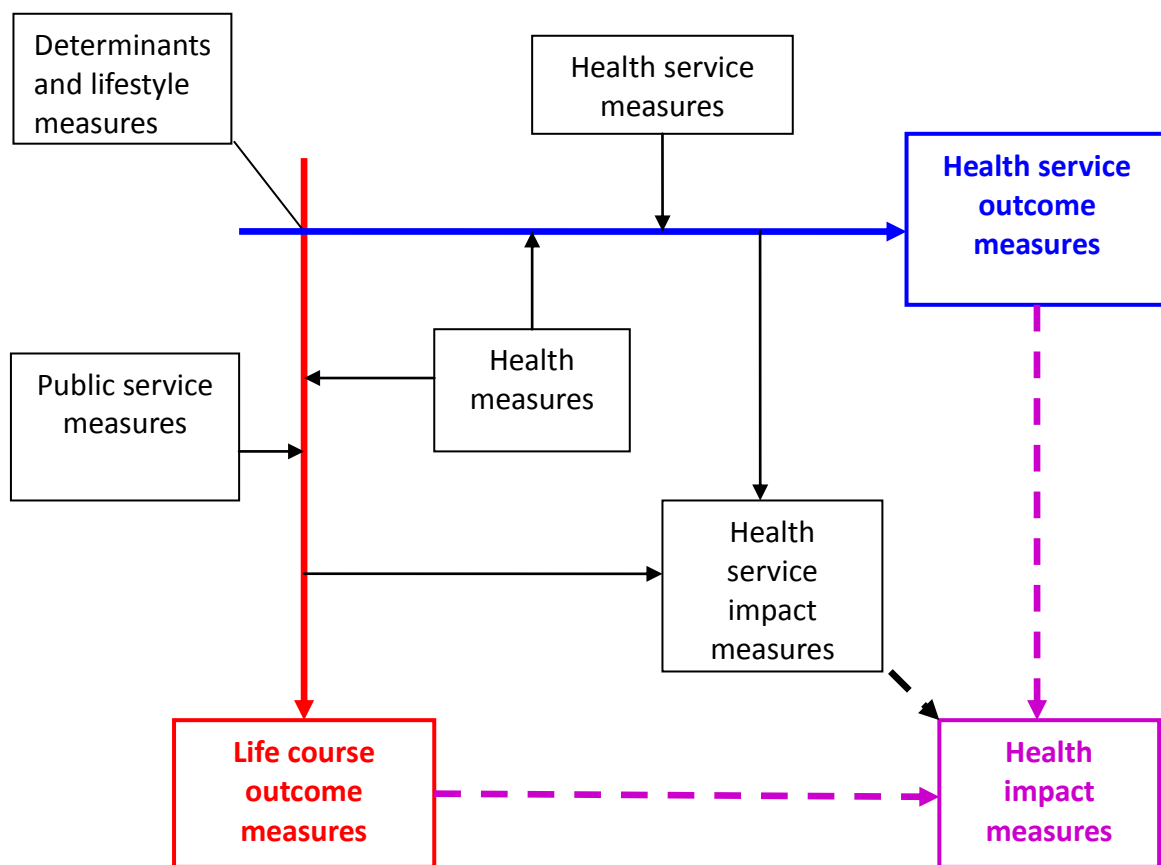 Determinants
and lifestyle
measures
Health service
measures
Health service
outcome
measures
Public service
measures
Health
measures
Health
service
impact
measures
Life course
outcome
measures
Health
impact
measures